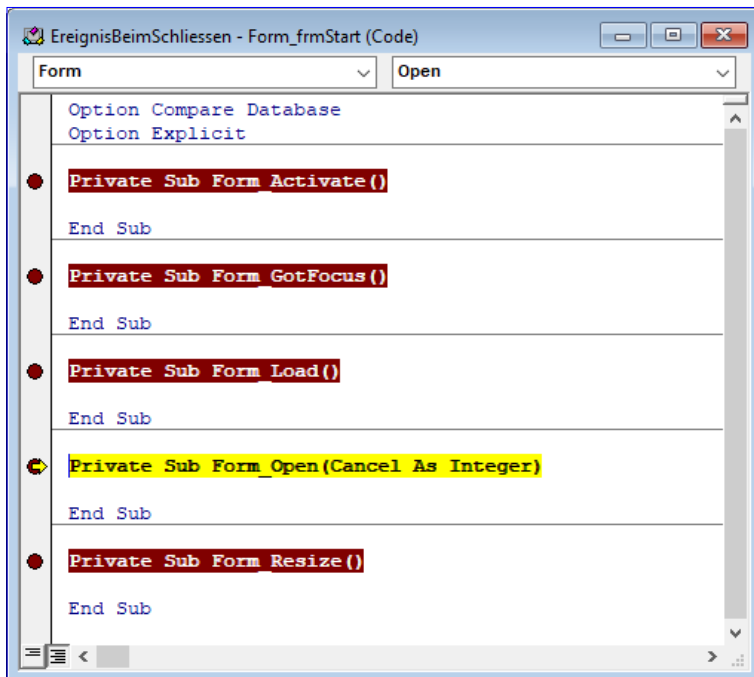 EreignisBeimSchliessen - Form_frmStart (Code)
Form Open
Option Compare Database
Option Explicit
Private Sub Form_Activate()
End Sub
Private Sub Form_GotFocus()
End Sub
Private Sub Form_Load()
End Sub
Private Sub Form_Open(Cancel As Integer)
End Sub
Private Sub Form_Resize()
End Sub